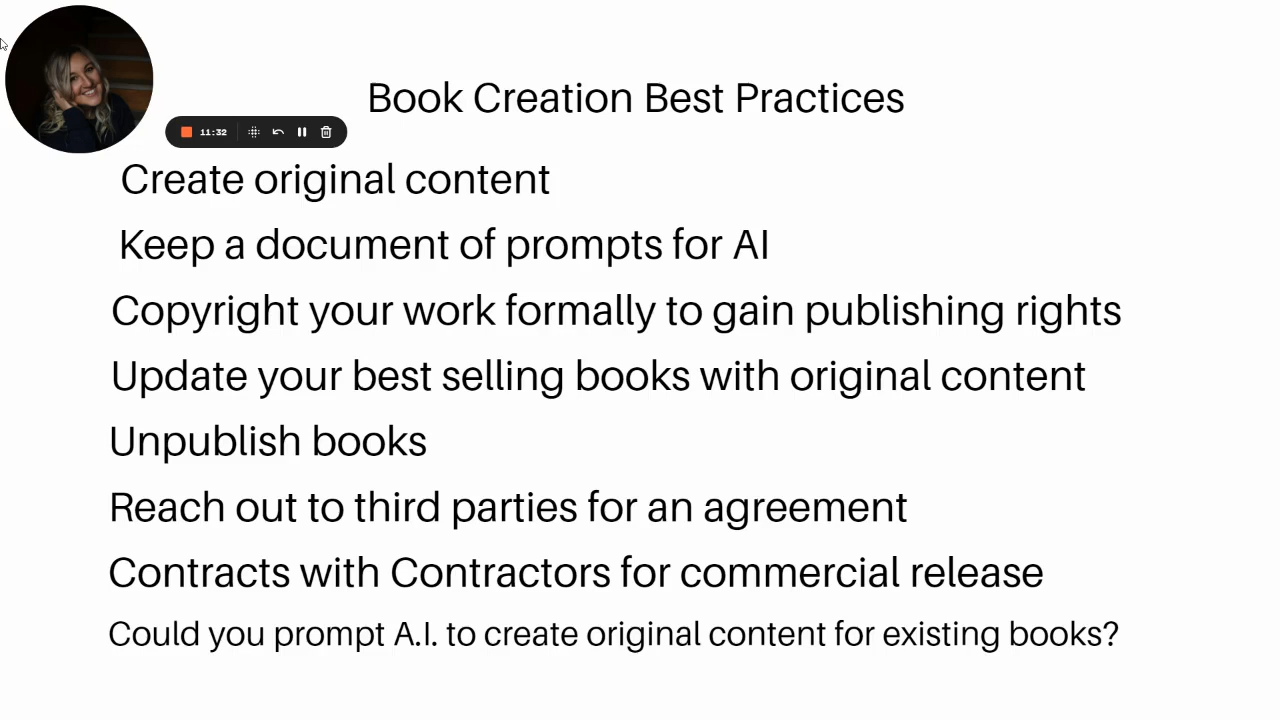 Book Creation Best Practices
11:32
Create original content
Keep a document of prompts for AI
Copyright your work formally to gain publishing rights
Update your best selling books with original content
Unpublish books
Reach out to third parties for an agreement
Contracts with Contractors for commercial release
Could you prompt A.I. to create original content for existing books?